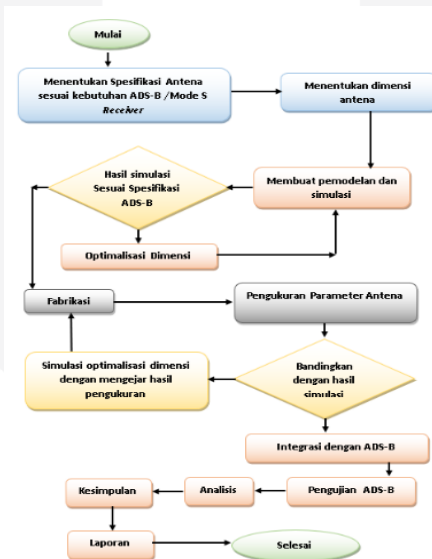 Mulai
Menentukan Spesifikasi Antena
sesuai kebutuhan ADS-B /Mode S
Receiver
Menentukan dimensi
antena
Hasil simulasi
Sesuai Spesifikasi
ADS-B
Membuat pemodelan dan
simulasi
Optimalisasi Dimensi
Fabrikasi
Pengukuran Parameter Antena
Simulasi optimalisasi dimensi
dengan mengejar hasil
pengukuran
Bandingkan
dengan hasil
simulasi
Integrasi dengan ADS-B
Kesimpulan
Analisis
Pengujian ADS-B
Laporan
Selesai